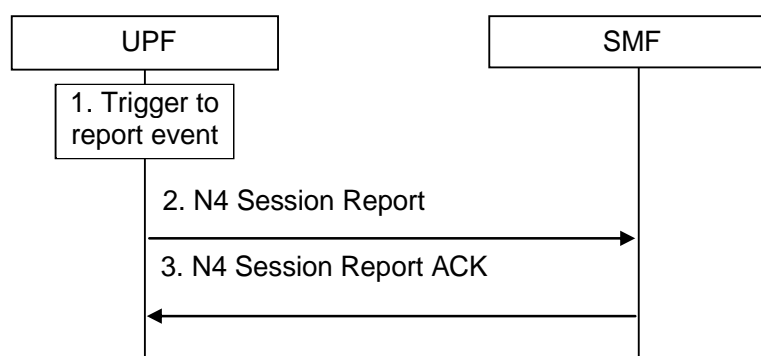 UPF
SMF
1. Trigger to
report event
2. N4 Session Report
3. N4 Session Report ACK